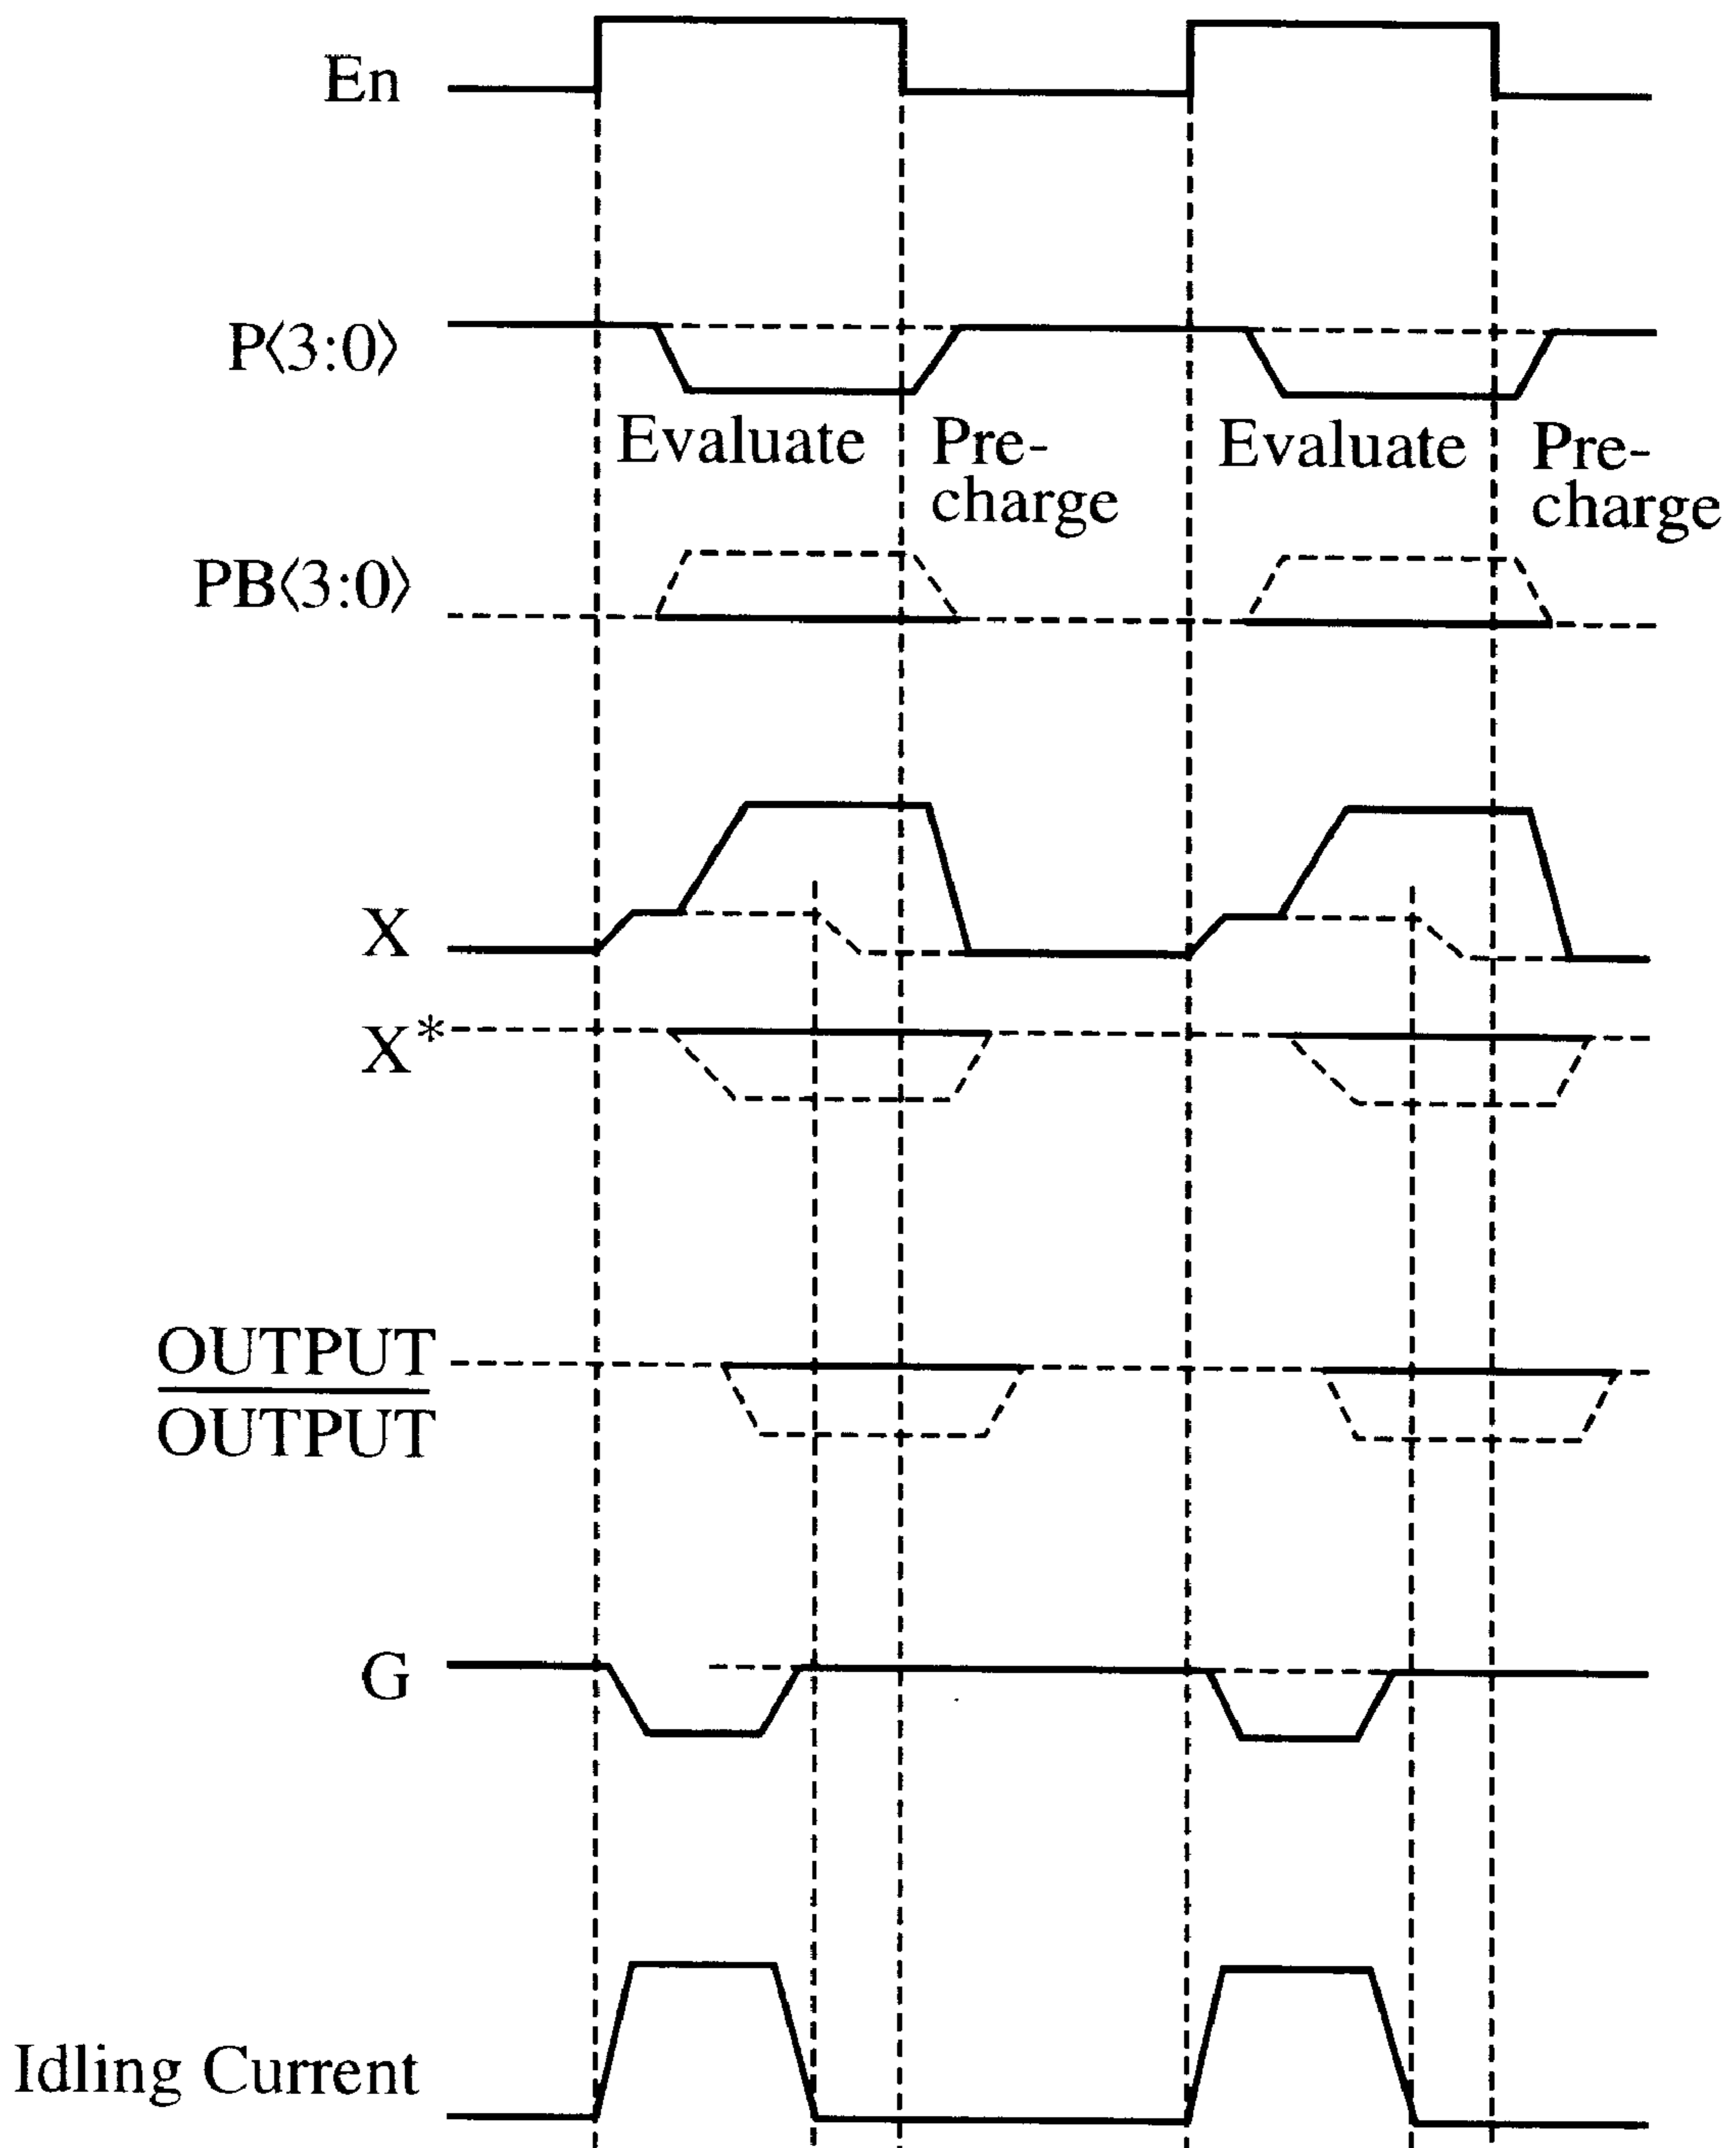 En
P⟨3:0⟩
Evaluate
Pre-
charge
Evaluate
Pre-
charge
PB⟨3:0⟩
X
X*
OUTPUT
OUTPUT
G
Idling Current